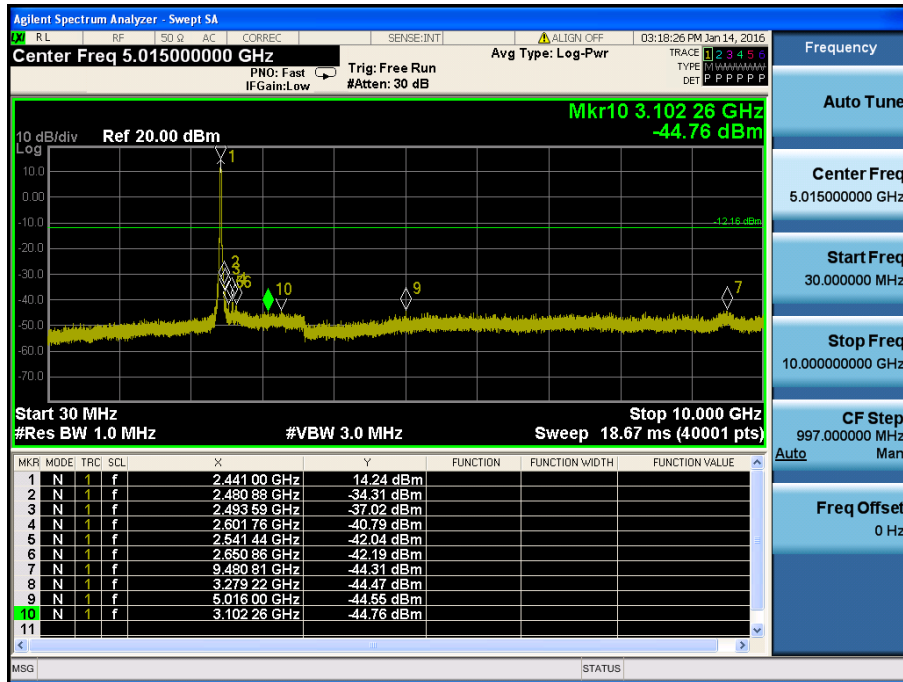 Agilent Spectrum Analyzer - Swept SA
LXI RL RF 50 Ω AC CORREC SENSE:INT ALIGN OFF 03:18:26 PM Jan 14, 2016
Center Freq 5.015000000 GHz
PNO: Fast
IFGain:Low
Trig: Free Run
#Atten: 30 dB
Avg Type: Log-Pwr
TRACE 1 2 3 4 5 6
TYPE MWWWWW
DET P P P P P P
Mkr10 3.102 26 GHz
-44.76 dBm
10 dB/div Ref 20.00 dBm
Log
10.0
0.00
-10.0
-20.0
-30.0
-40.0
-50.0
-60.0
-70.0
1
-12.16 dBm
2
3
6
10
9
7
Start 30 MHz
Stop 10.000 GHz
#Res BW 1.0 MHz
#VBW 3.0 MHz
Sweep 18.67 ms (40001 pts)
MKR MODE TRC SCL X Y FUNCTION FUNCTION WIDTH FUNCTION VALUE
1 N 1 f 2.441 00 GHz 14.24 dBm
2 N 1 f 2.480 88 GHz -34.31 dBm
3 N 1 f 2.493 59 GHz -37.02 dBm
4 N 1 f 2.601 76 GHz -40.79 dBm
5 N 1 f 2.541 44 GHz -42.04 dBm
6 N 1 f 2.650 86 GHz -42.19 dBm
7 N 1 f 9.480 81 GHz -44.31 dBm
8 N 1 f 3.279 22 GHz -44.47 dBm
9 N 1 f 5.016 00 GHz -44.55 dBm
10 N 1 f 3.102 26 GHz -44.76 dBm
11
MSG
STATUS
Frequency
Auto Tune
Center Freq
5.015000000 GHz
Start Freq
30.000000 MHz
Stop Freq
10.000000000 GHz
CF Step
997.000000 MHz
Auto Man
Freq Offset
0 Hz